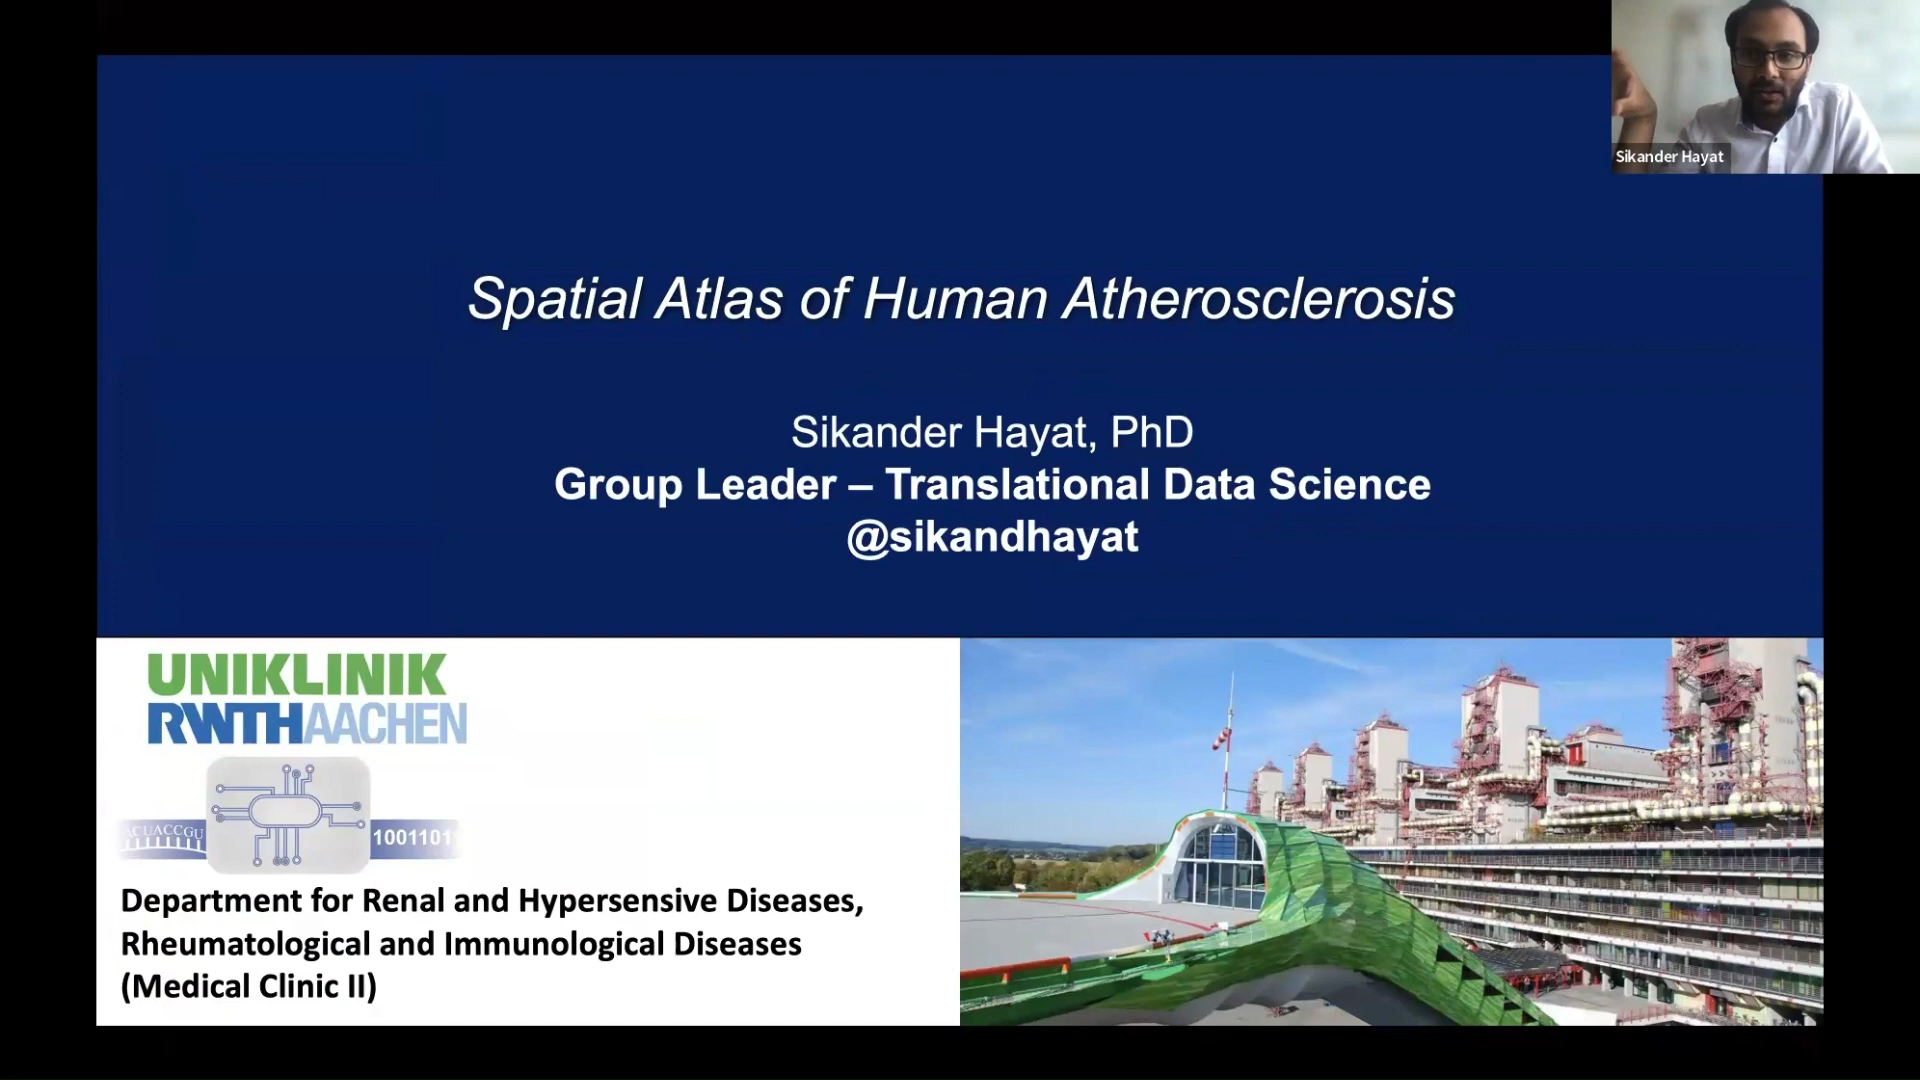 Sikander Hayat
Spatial Atlas of Human Atherosclerosis
Sikander Hayat, PhD
Group Leader – Translational Data Science
@sikandhayat
UNIKLINIK
RWTHAACHEN
ACUACCGU
1001101
Department for Renal and Hypersensive Diseases,
Rheumatological and Immunological Diseases
(Medical Clinic II)